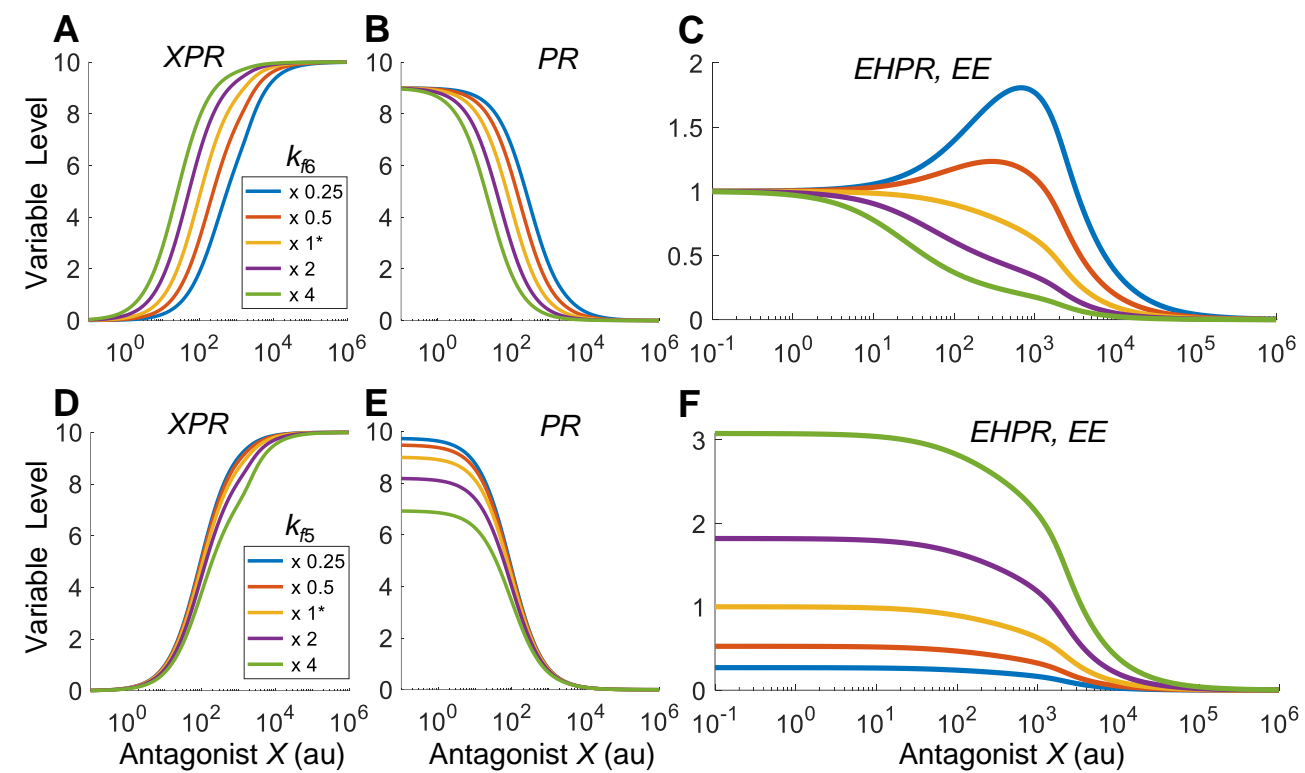 A
XPR
Variable Level
10
8
6
4
2
0
k_f6
x 0.25
x 0.5
x 1*
x 2
x 4
10^0 10^2 10^4 10^6
B
PR
10
8
6
4
2
0
10^0 10^2 10^4 10^6
C
EHPR, EE
2
1.5
1
0.5
0
10^-1 10^0 10^1 10^2 10^3 10^4 10^5 10^6
D
XPR
Variable Level
10
8
6
4
2
0
k_f5
x 0.25
x 0.5
x 1*
x 2
x 4
10^0 10^2 10^4 10^6
Antagonist X (au)
E
PR
10
8
6
4
2
0
10^0 10^2 10^4 10^6
Antagonist X (au)
F
EHPR, EE
3
2
1
0
10^-1 10^0 10^1 10^2 10^3 10^4 10^5 10^6
Antagonist X (au)